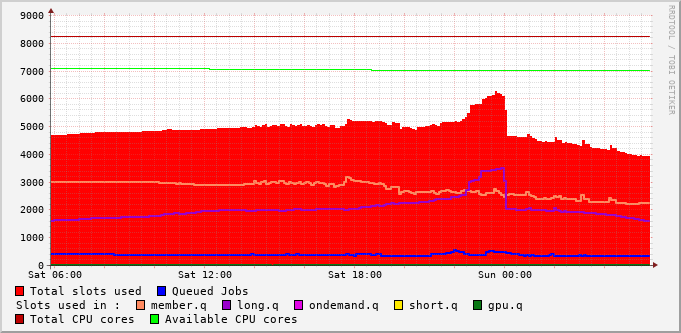 RRDTOOL / TOBI OETIKER
9000
8000
7000
6000
5000
4000
3000
2000
1000
0
Sat 06:00 Sat 12:00 Sat 18:00 Sun 00:00
Total slots used Queued Jobs
Slots used in : member.q long.q ondemand.q short.q gpu.q
Total CPU cores Available CPU cores